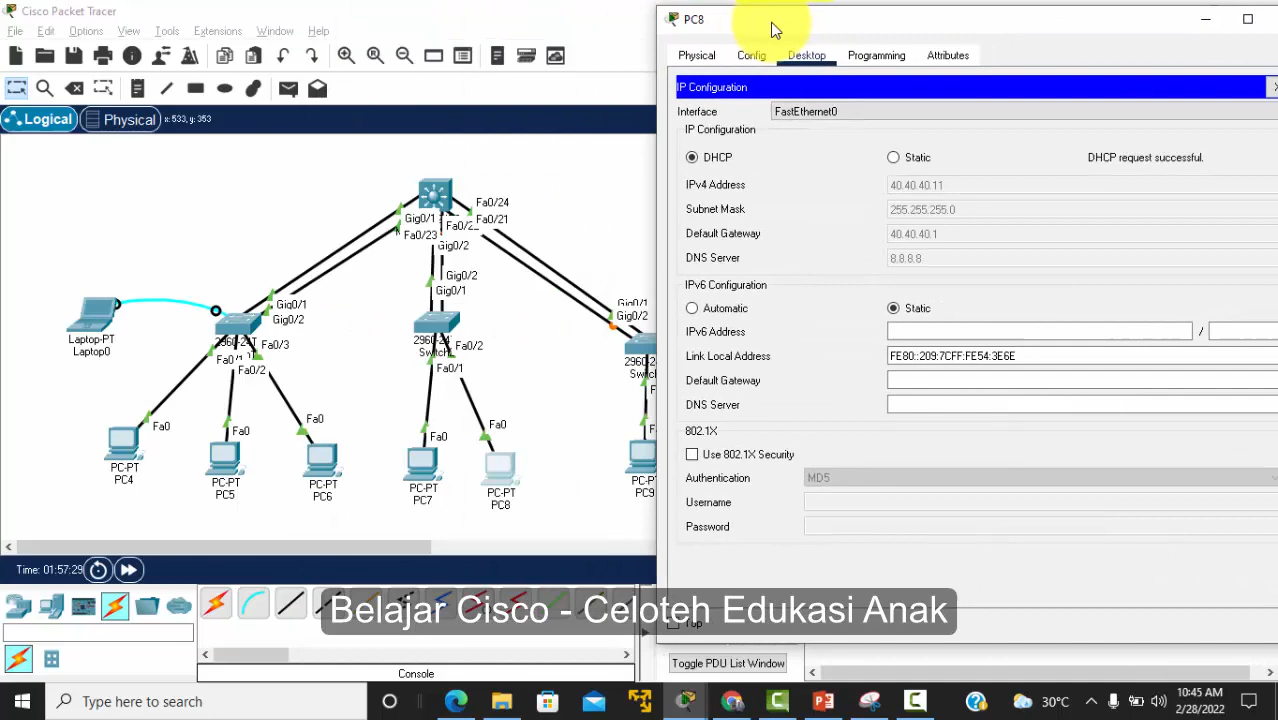 Cisco Packet Tracer
File Edit Options View Tools Extensions Window Help
Logical
Physical
x: 533, y: 353
Fa0/24
Gig0/1
Fa0/21
Fa0/23
Gig0/2
Gig0/2
Gig0/1
Gig0/1
Gig0/2
Gig0/1
Gig0/2
Laptop-PT
Laptop0
Fa0/3
Fa0/2
Fa0/2
Fa0/1
Fa0
Fa0
Fa0
Fa0
Fa0
PC-PT
PC4
PC-PT
PC5
PC-PT
PC6
PC-PT
PC7
PC-PT
PC8
PC-PT
PC9
Time: 01:57:29
Console
PC8
Physical Config Desktop Programming Attributes
IP Configuration
X
Interface FastEthernet0
IP Configuration
DHCP Static DHCP request successful.
IPv4 Address 40.40.40.11
Subnet Mask 255.255.255.0
Default Gateway 40.40.40.1
DNS Server 8.8.8.8
IPv6 Configuration
Automatic Static
IPv6 Address /
Link Local Address FE80::209:7CFF:FE54:3E6E
Default Gateway
DNS Server
802.1X
Use 802.1X Security
Authentication MD5
Username
Password
Top
Toggle PDU List Window
Belajar Cisco - Celoteh Edukasi Anak
Type here to search
30°C
10:45 AM
2/28/2022